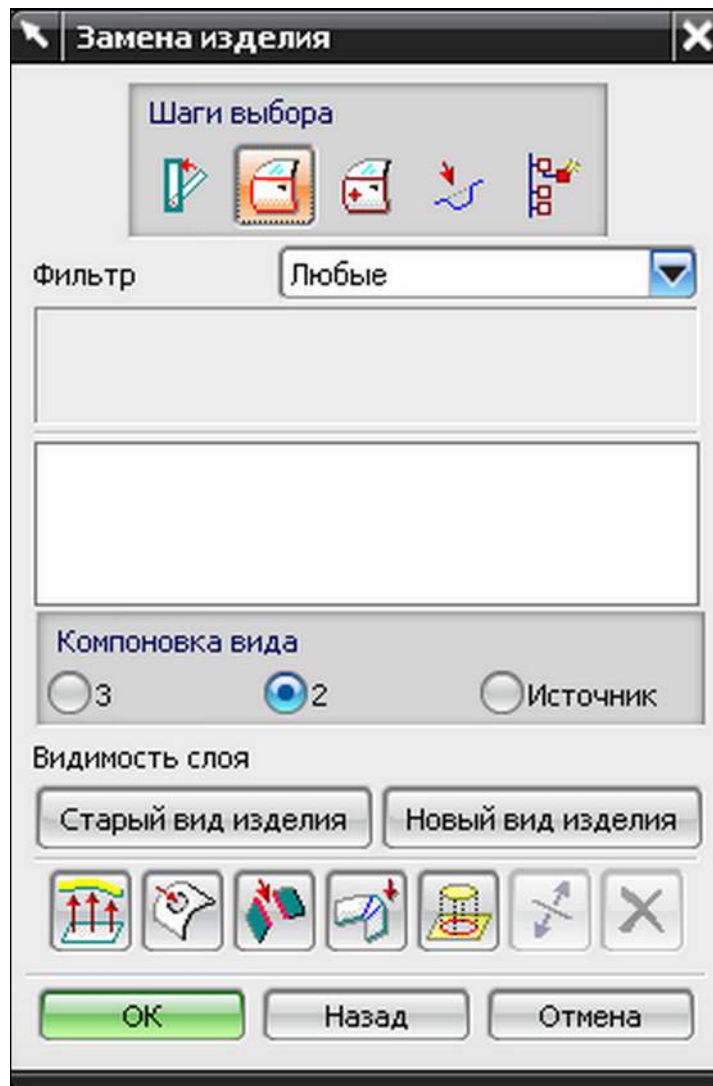 Замена изделия
Шаги выбора
Фильтр Любые
Компоновка вида
3 2 Источник
Видимость слоя
Старый вид изделия Новый вид изделия
ОК Назад Отмена